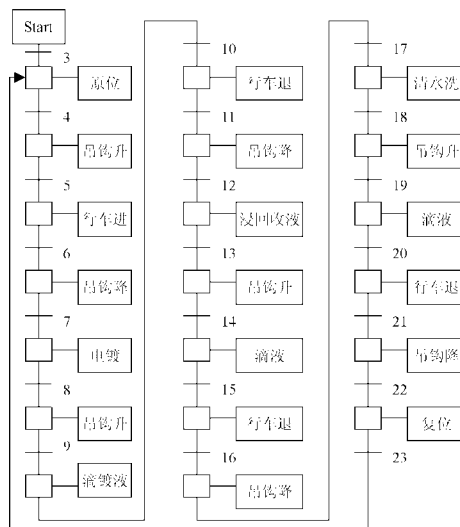 Start
3
原位
4
吊钩升
5
行车进
6
吊钩降
7
电镀
8
吊钩升
9
滴镀液
10
行车退
11
吊钩降
12
浸回收液
13
吊钩升
14
滴液
15
行车退
16
吊钩降
17
清水洗
18
吊钩升
19
滴液
20
行车退
21
吊钩降
22
复位
23